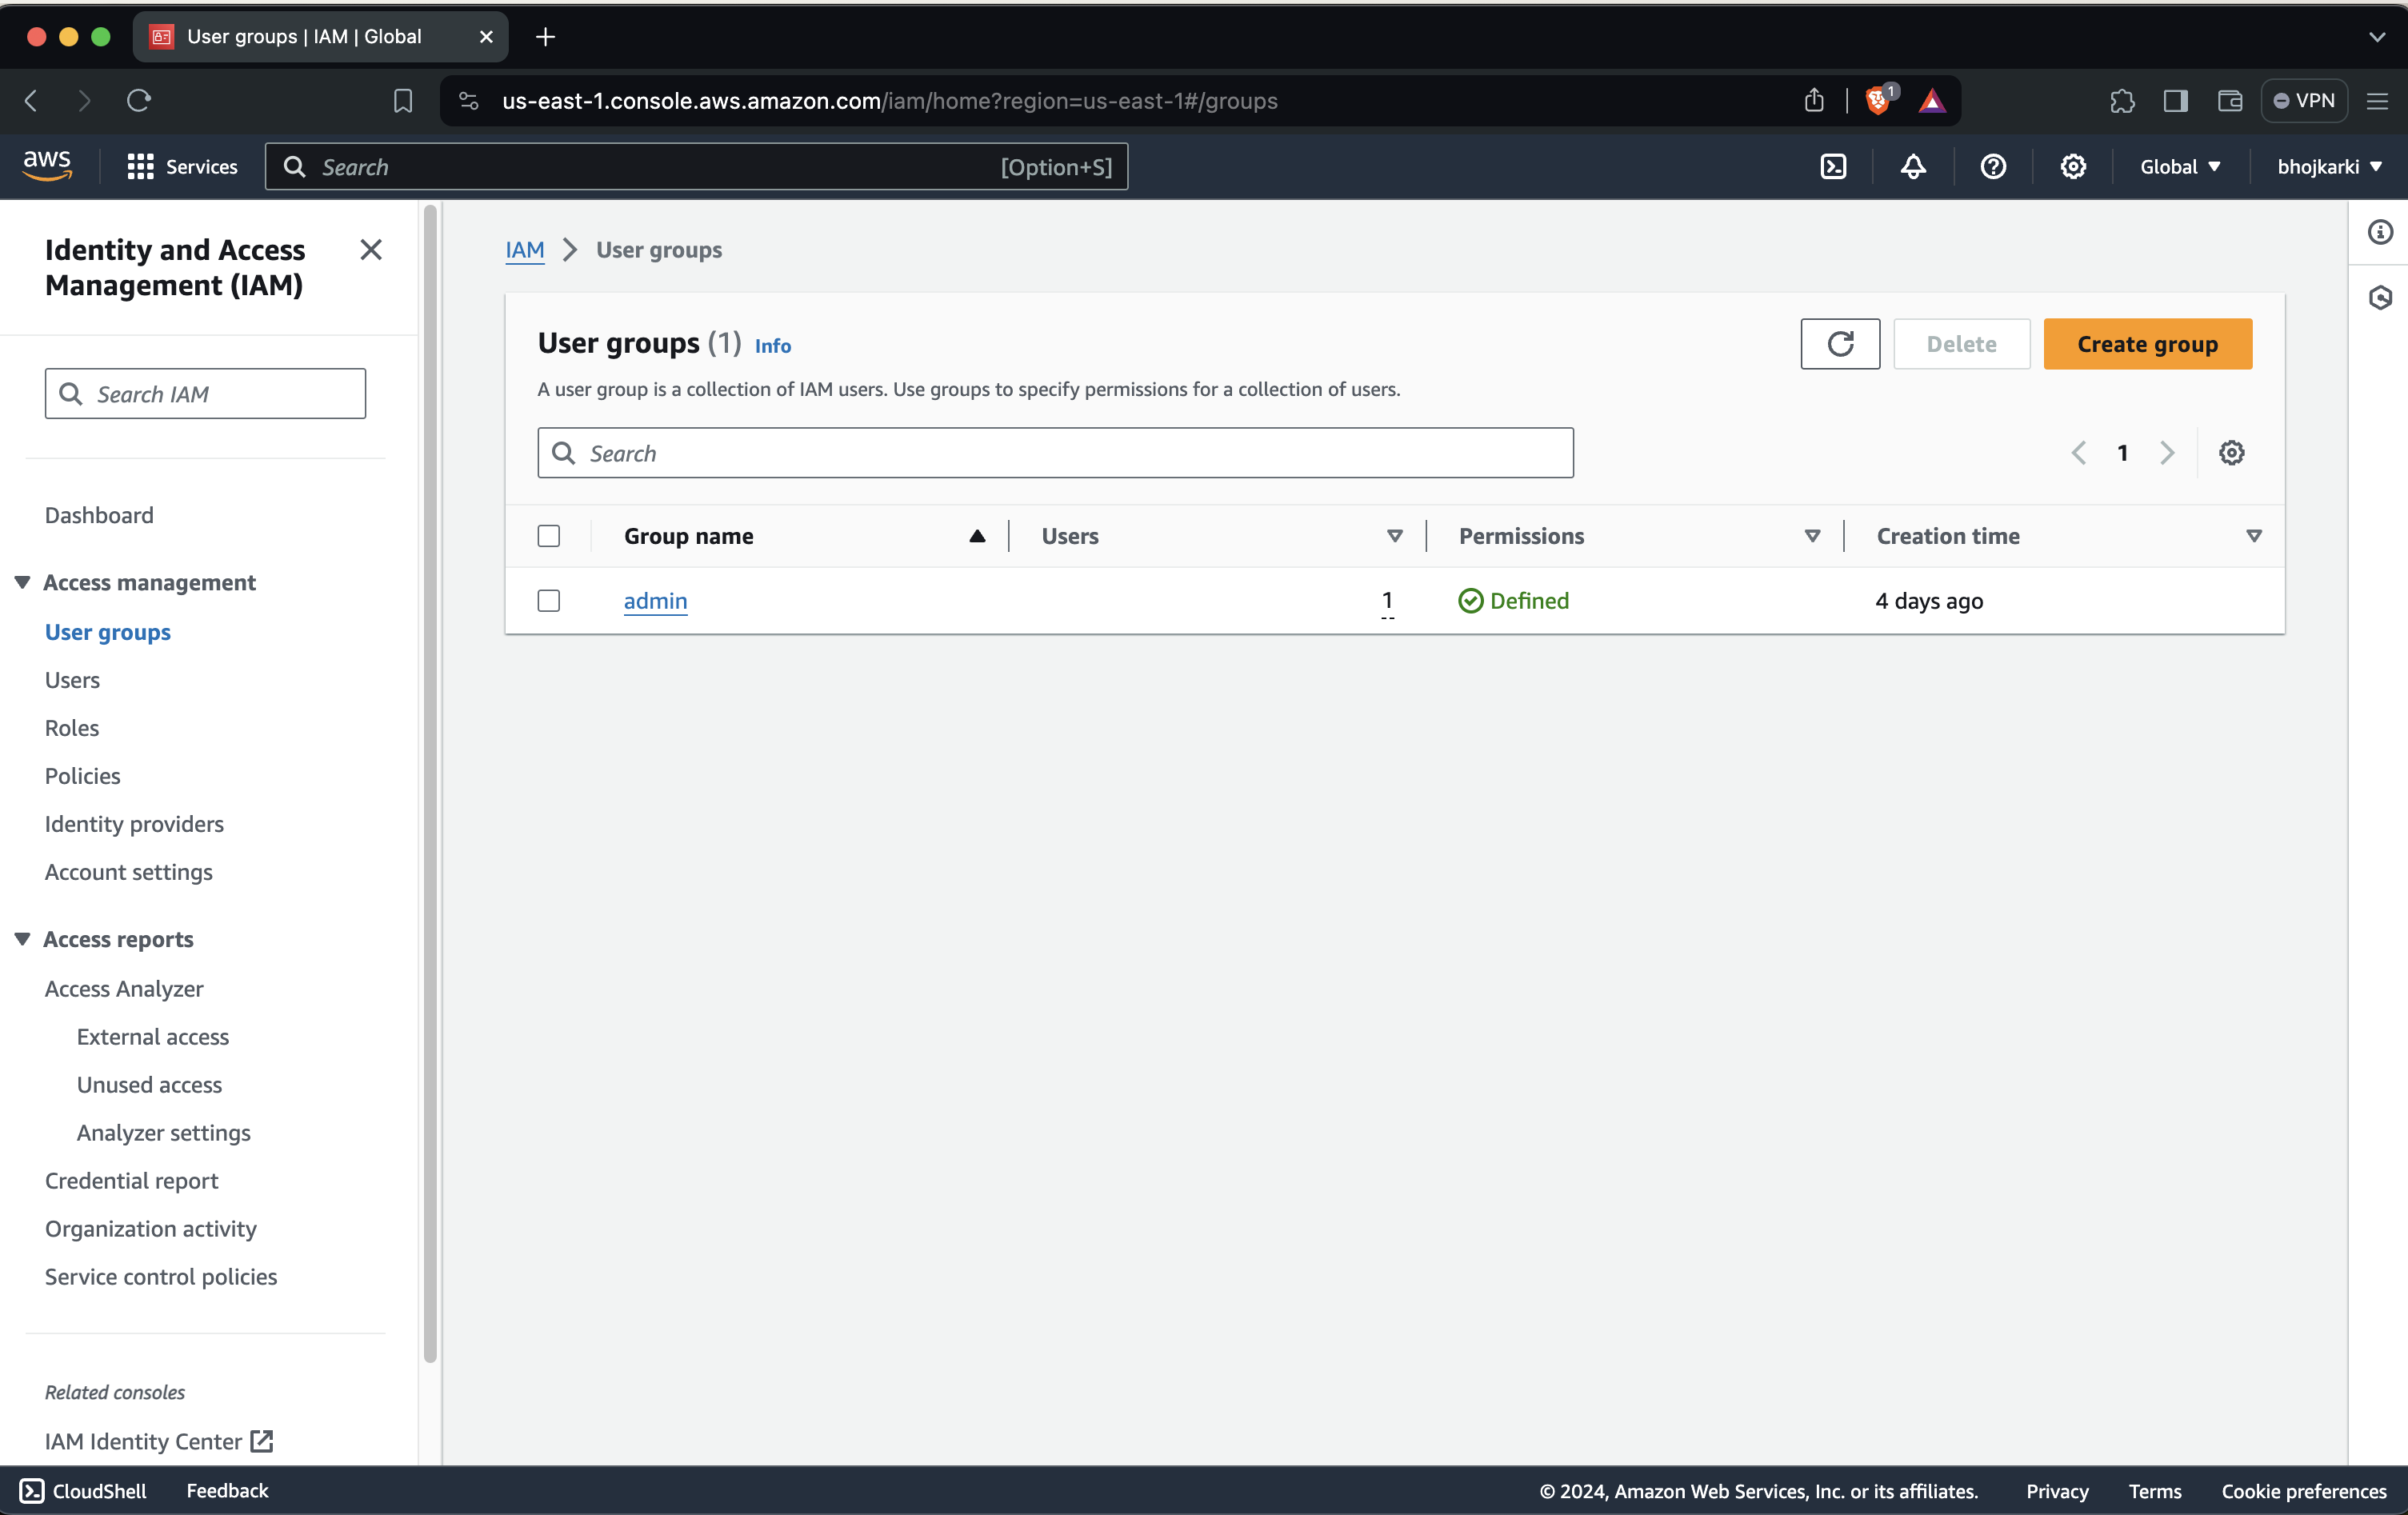 User groups | IAM | Global
us-east-1.console.aws.amazon.com/iam/home?region=us-east-1#/groups
1
VPN
aws
Services
Search
[Option+S]
Global
bhojkarki
Identity and Access
Management (IAM)
Search IAM
Dashboard
Access management
User groups
Users
Roles
Policies
Identity providers
Account settings
Access reports
Access Analyzer
External access
Unused access
Analyzer settings
Credential report
Organization activity
Service control policies
Related consoles
IAM Identity Center
IAM > User groups
User groups (1) Info
Delete
Create group
A user group is a collection of IAM users. Use groups to specify permissions for a collection of users.
Search
1
Group name Users Permissions Creation time
admin 1 Defined 4 days ago
CloudShell Feedback © 2024, Amazon Web Services, Inc. or its affiliates. Privacy Terms Cookie preferences